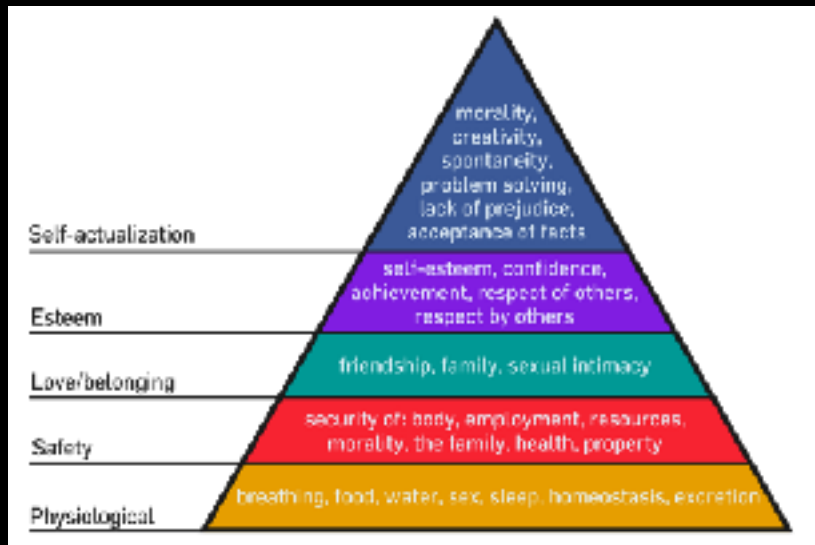 morality,
creativity,
spontaneity,
problem solving,
lack of prejudice,
acceptance of facts
Self-actualization
self-esteem, confidence,
achievement, respect of others,
respect by others
Esteem
friendship, family, sexual intimacy
Love/belonging
security of: body, employment, resources,
morality, the family, health, property
Safety
breathing, food, water, sex, sleep, homeostasis, excretion
Physiological